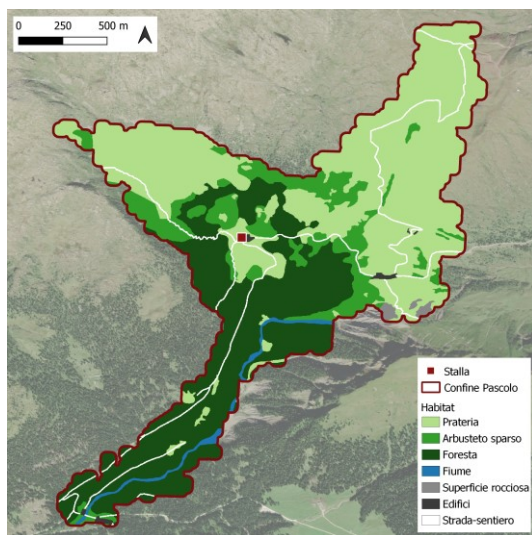 0 250 500 m
Stalla
Confine Pascolo
Habitat
Prateria
Arbusteto sparso
Foresta
Fiume
Superficie rocciosa
Edifici
Strada-sentiero